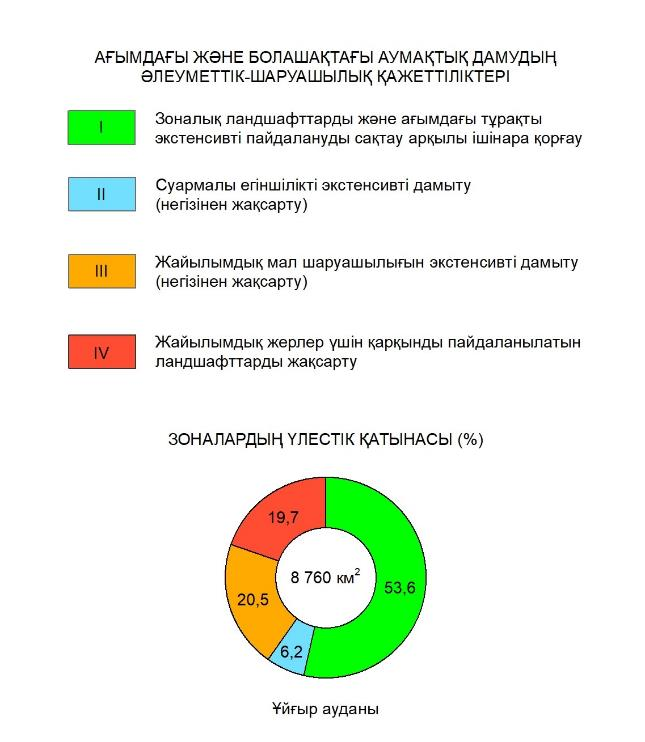 АҒЫМДАҒЫ ЖӘНЕ БОЛАШАҚТАҒЫ АУМАҚТЫҚ ДАМУДЫҢ
ӘЛЕУМЕТТІК-ШАРУАШЫЛЫҚ ҚАЖЕТТІЛІКТЕРІ
I
Зоналық ландшафттарды және ағымдағы тұрақты
экстенсивті пайдалануды сақтау арқылы ішінара қорғау
II
Суармалы егіншілікті экстенсивті дамыту
(негізінен жақсарту)
III
Жайылымдық мал шаруашылығын экстенсивті дамыту
(негізінен жақсарту)
IV
Жайылымдық жерлер үшін қарқынды пайдаланылатын
ландшафттарды жақсарту
ЗОНАЛАРДЫҢ ҮЛЕСТІК ҚАТЫНАСЫ (%)
19,7
8 760 км²
53,6
20,5
6,2
Ұйғыр ауданы